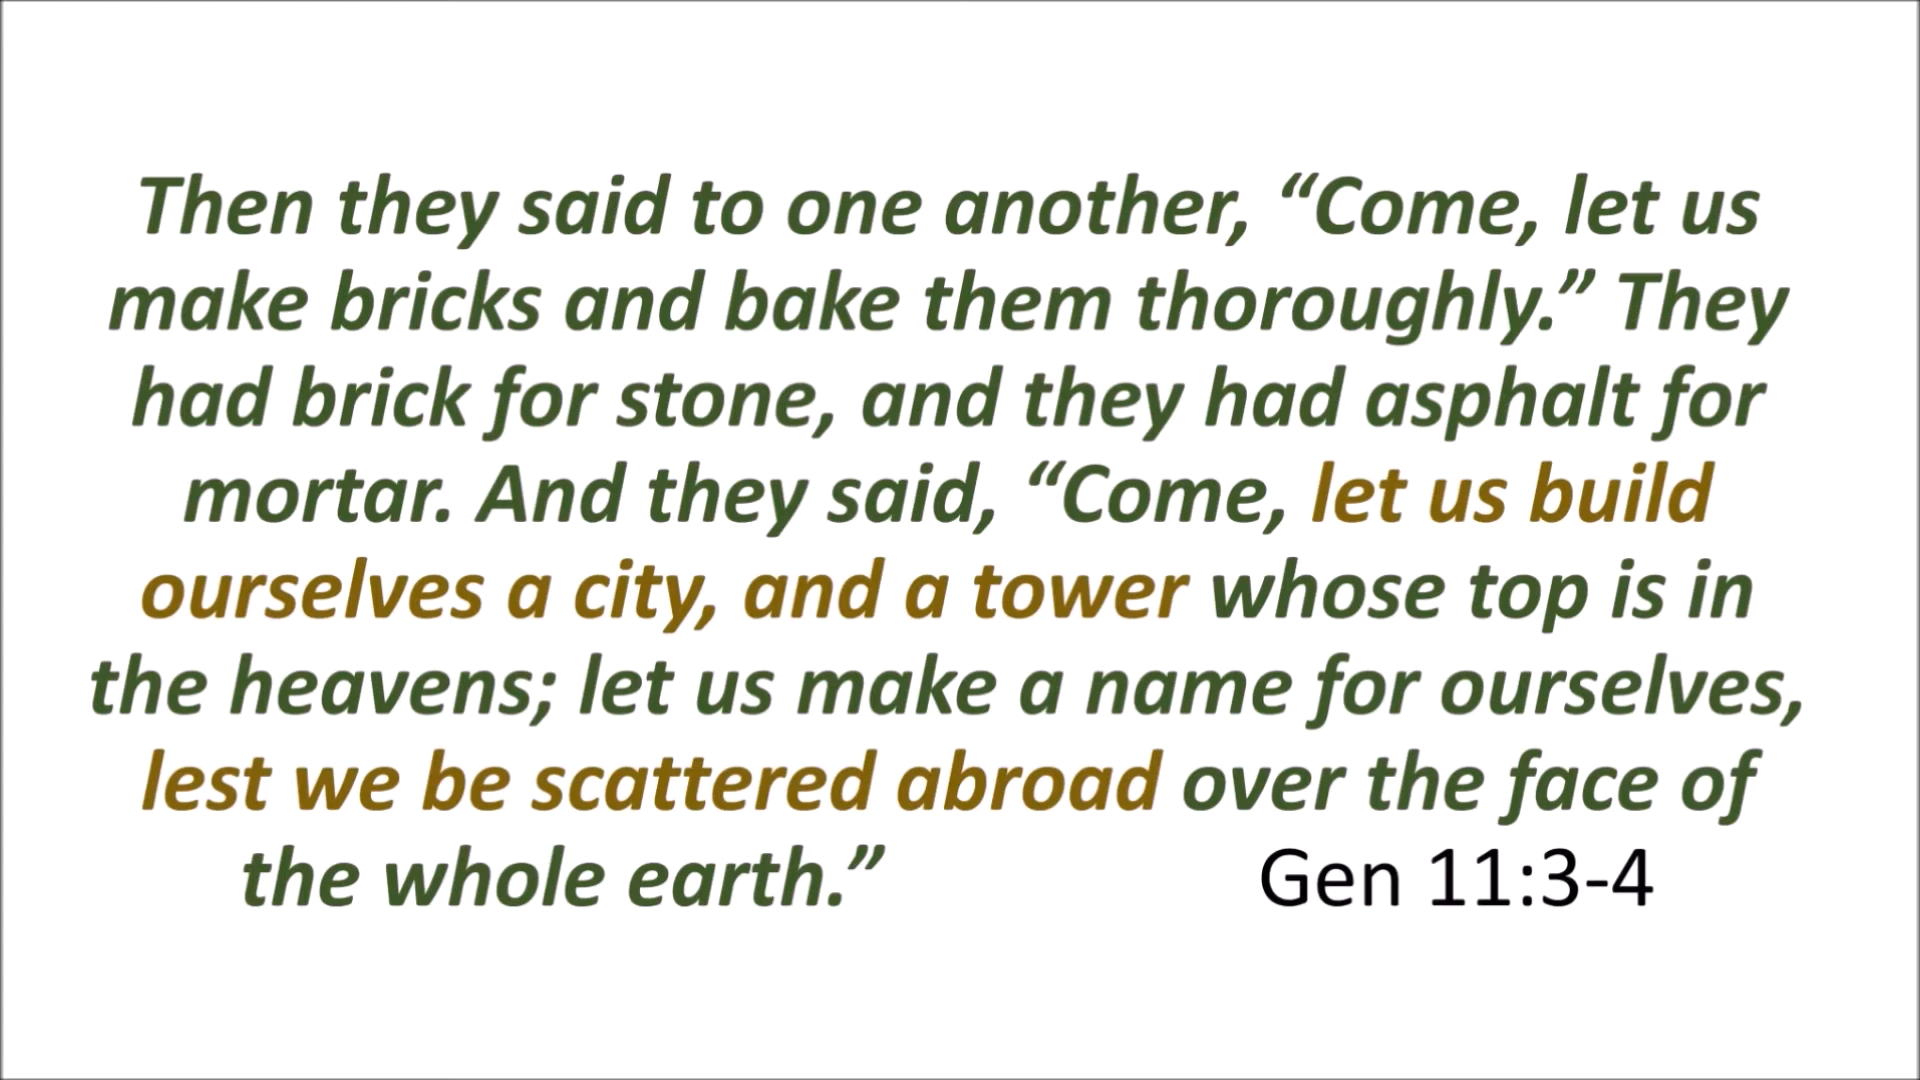 Then they said to one another, “Come, let us
make bricks and bake them thoroughly.” They
had brick for stone, and they had asphalt for
mortar. And they said, “Come, let us build
ourselves a city, and a tower whose top is in
the heavens; let us make a name for ourselves,
lest we be scattered abroad over the face of
the whole earth.” Gen 11:3-4